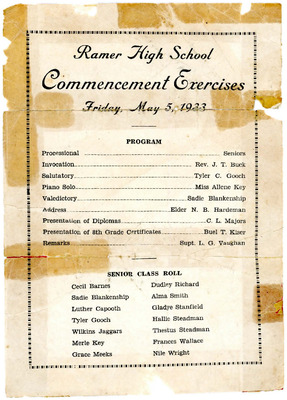 Ramer High School
Commencement Exercises
Friday, May 5, 1933
PROGRAM
Processional Seniors
Invocation Rev. J. T. Buck
Salutatory Tyler C. Gooch
Piano Solo Miss Allene Key
Valedictory Sadie Blankenship
Address Elder N. B. Hardeman
Presentation of Diplomas C. L. Majors
Presentation of 8th Grade Certificates Buel T. Kiser
Remarks Supt. L. G. Vaughan
SENIOR CLASS ROLL
Cecil Barnes Dudley Richard
Sadie Blankenship Alma Smith
Luther Capooth Gladye Stanfield
Tyler Gooch Hallie Steadman
Wilkins Jaggars Thestus Steadman
Merle Key Frances Wallace
Grace Meeks Nile Wright